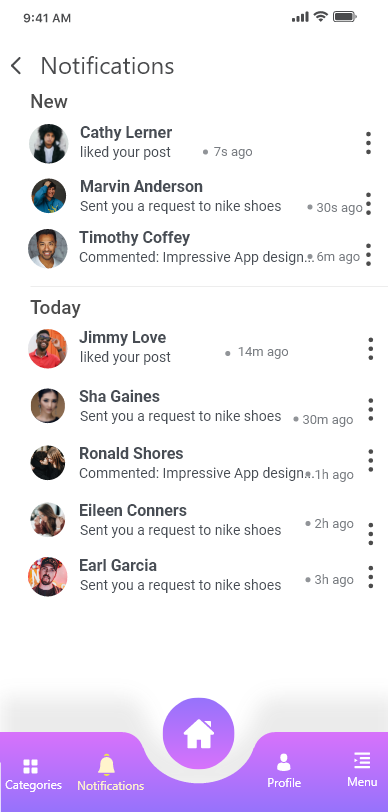 9:41 AM
Notifications
New
Cathy Lerner
liked your post • 7s ago
Marvin Anderson
Sent you a request to nike shoes • 30s ago
Timothy Coffey
Commented: Impressive App design... • 6m ago
Today
Jimmy Love
liked your post • 14m ago
Sha Gaines
Sent you a request to nike shoes • 30m ago
Ronald Shores
Commented: Impressive App design... • 1h ago
Eileen Conners
Sent you a request to nike shoes • 2h ago
Earl Garcia
Sent you a request to nike shoes • 3h ago
Categories Notifications Profile Menu